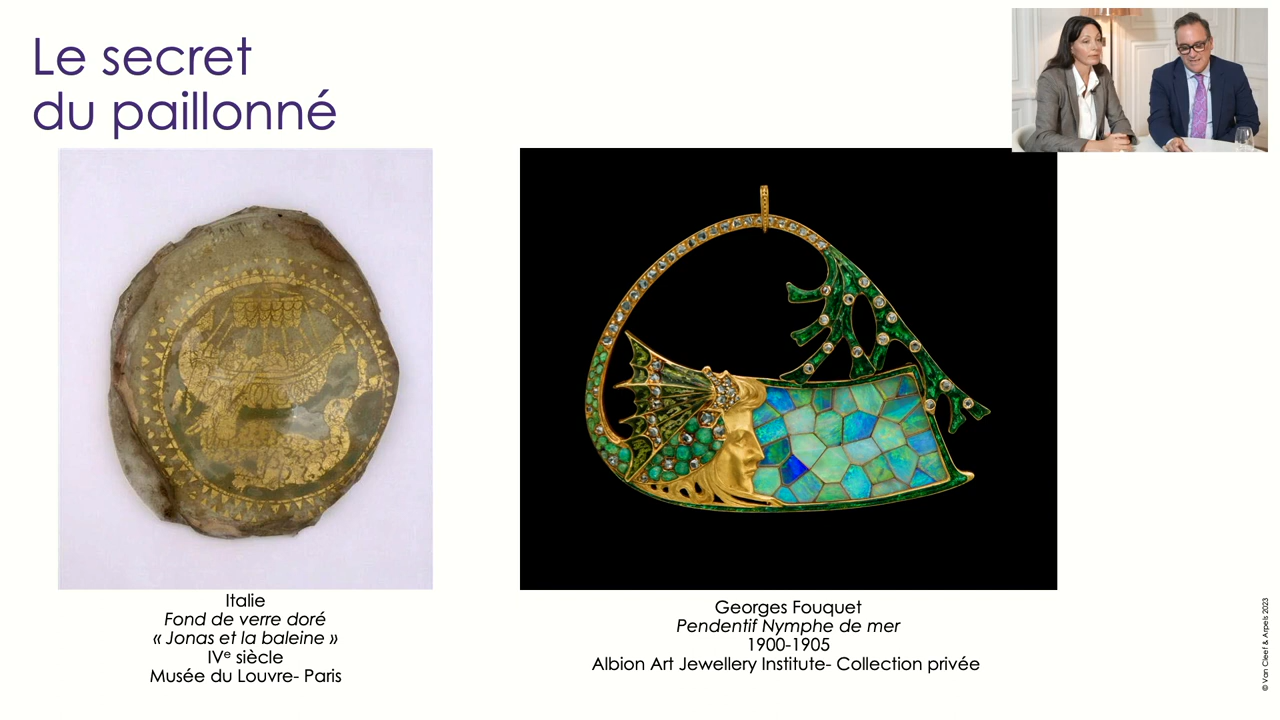 Le secret
du paillonné
Italie
Fond de verre doré
« Jonas et la baleine »
IVᵉ siècle
Musée du Louvre- Paris
Georges Fouquet
Pendentif Nymphe de mer
1900-1905
Albion Art Jewellery Institute- Collection privée
© Van Cleef & Arpels 2023